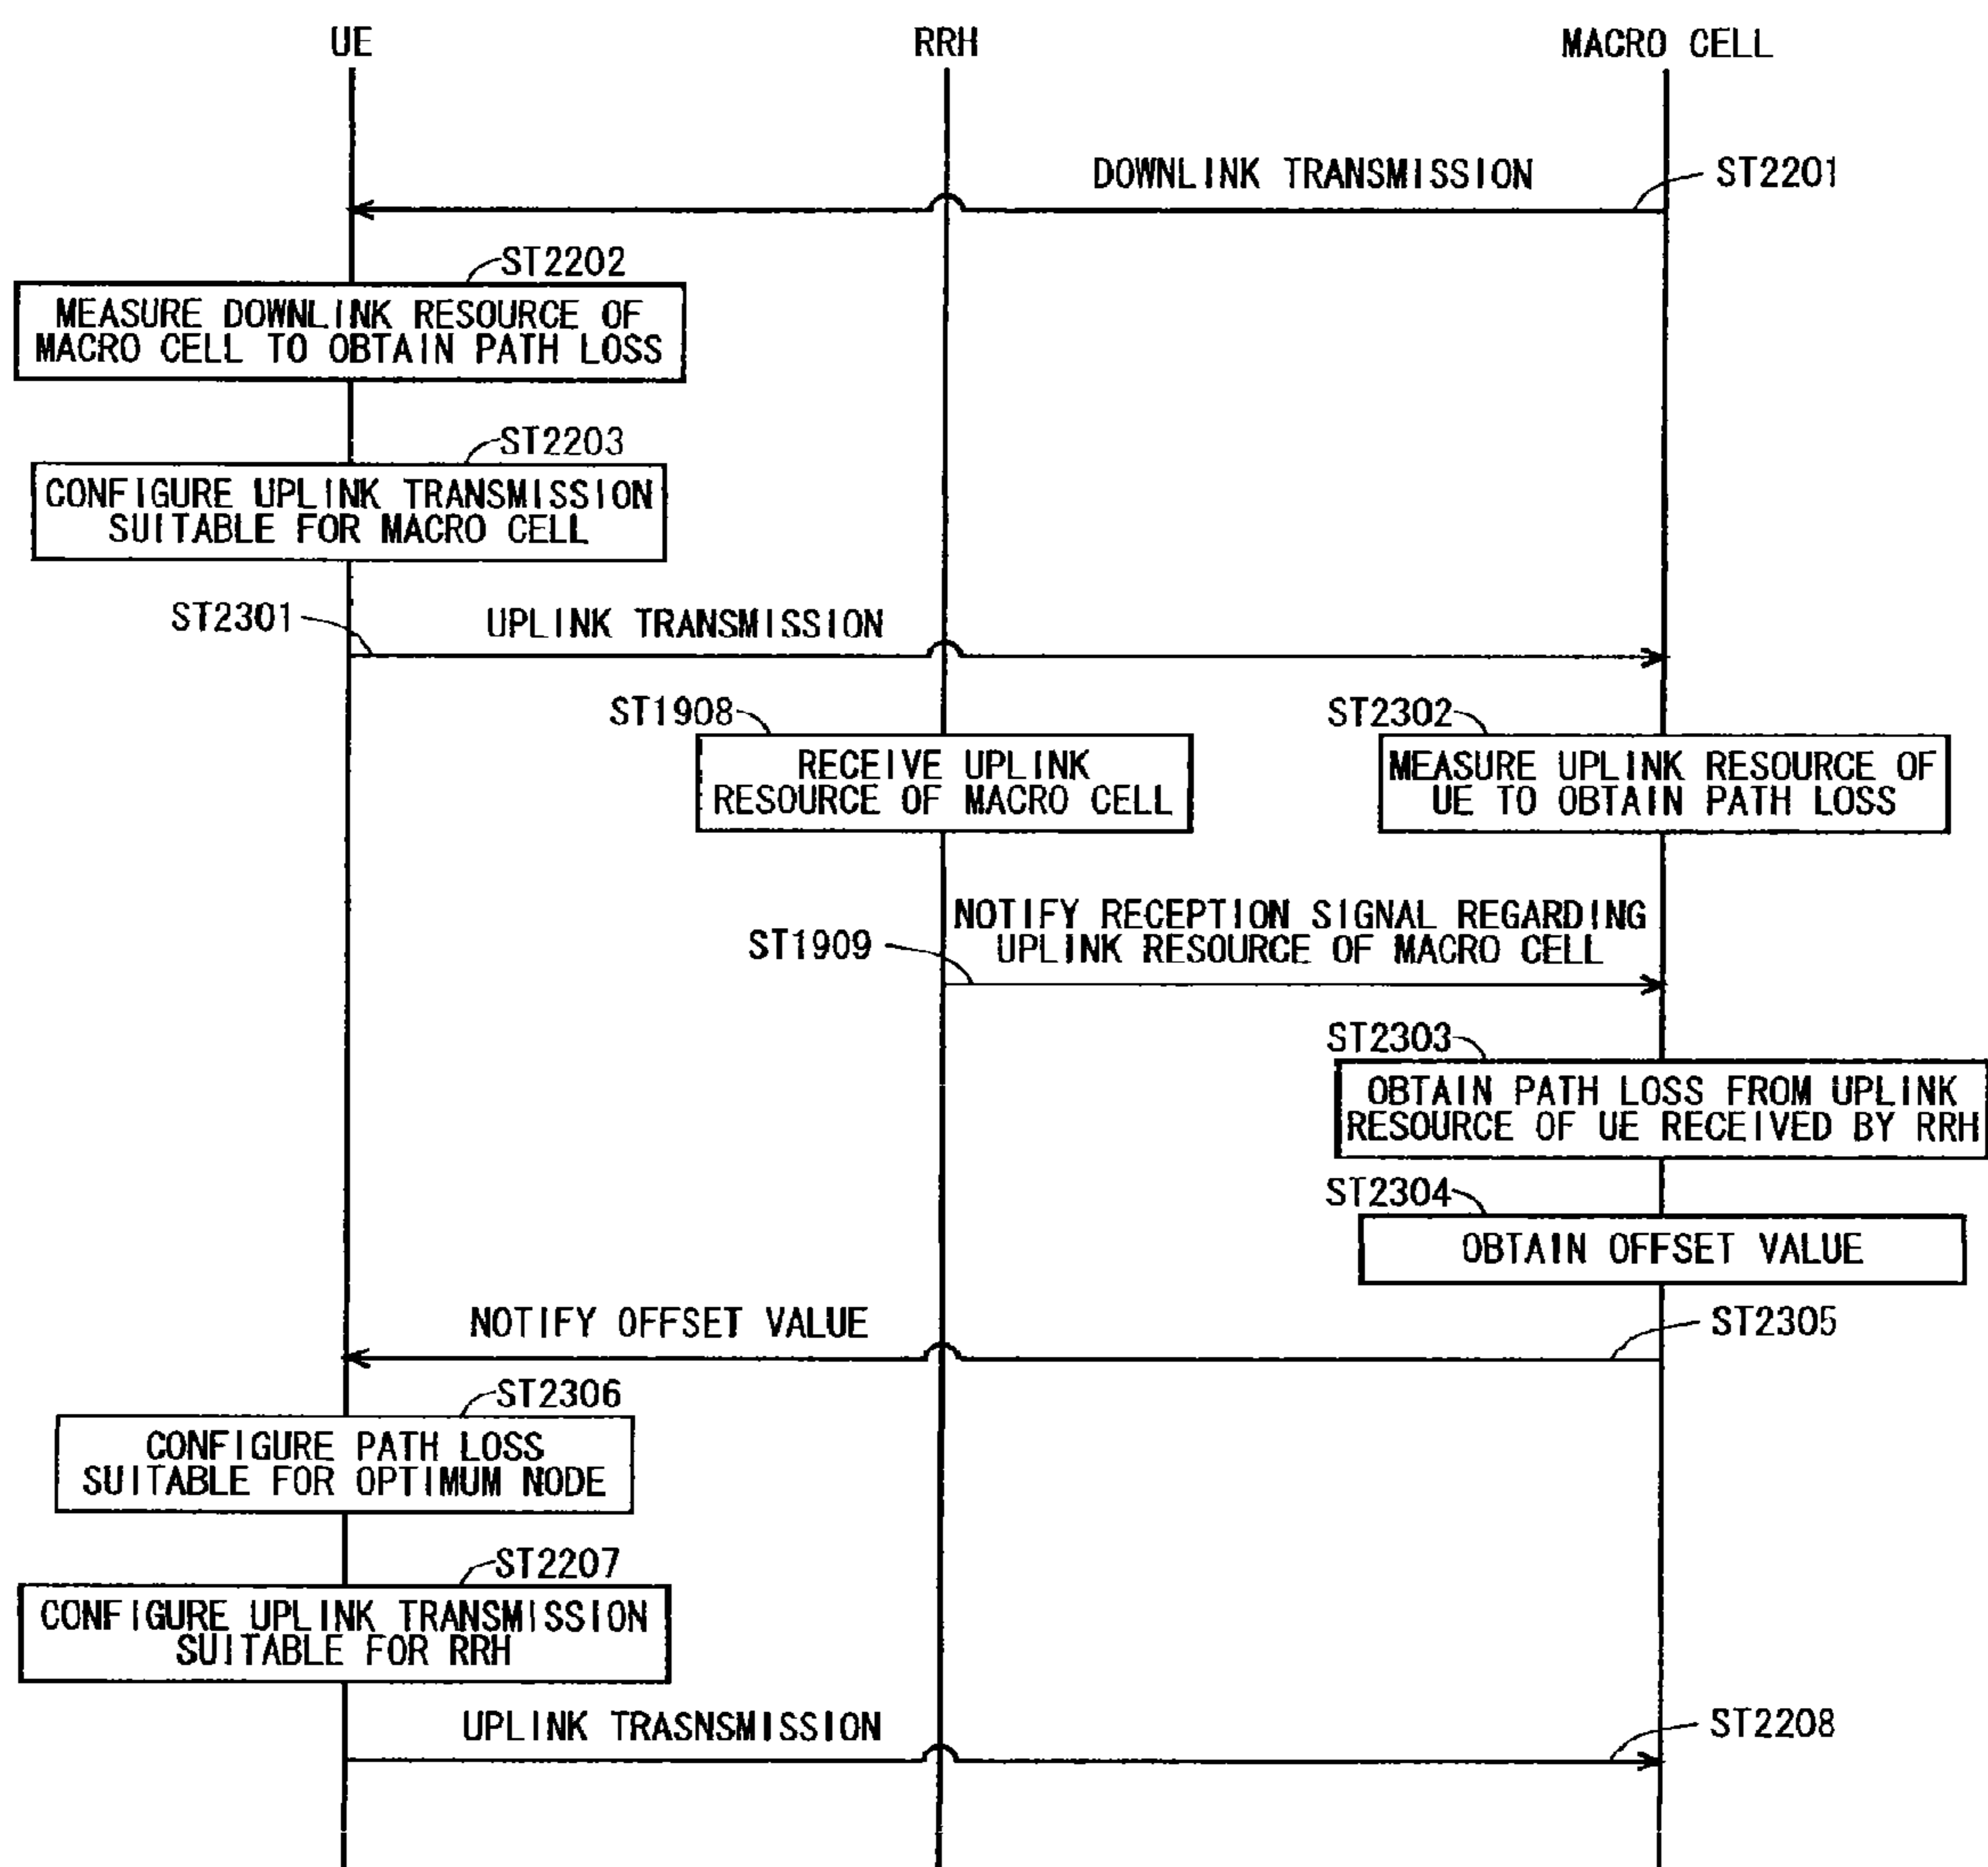 UE
RRH
MACRO CELL
DOWNLINK TRANSMISSION
ST2201
ST2202
MEASURE DOWNLINK RESOURCE OF
MACRO CELL TO OBTAIN PATH LOSS
ST2203
CONFIGURE UPLINK TRANSMISSION
SUITABLE FOR MACRO CELL
ST2301
UPLINK TRANSMISSION
ST1908
RECEIVE UPLINK
RESOURCE OF MACRO CELL
ST2302
MEASURE UPLINK RESOURCE OF
UE TO OBTAIN PATH LOSS
NOTIFY RECEPTION SIGNAL REGARDING
UPLINK RESOURCE OF MACRO CELL
ST1909
ST2303
OBTAIN PATH LOSS FROM UPLINK
RESOURCE OF UE RECEIVED BY RRH
ST2304
OBTAIN OFFSET VALUE
NOTIFY OFFSET VALUE
ST2305
ST2306
CONFIGURE PATH LOSS
SUITABLE FOR OPTIMUM NODE
ST2207
CONFIGURE UPLINK TRANSMISSION
SUITABLE FOR RRH
UPLINK TRASNSMISSION
ST2208